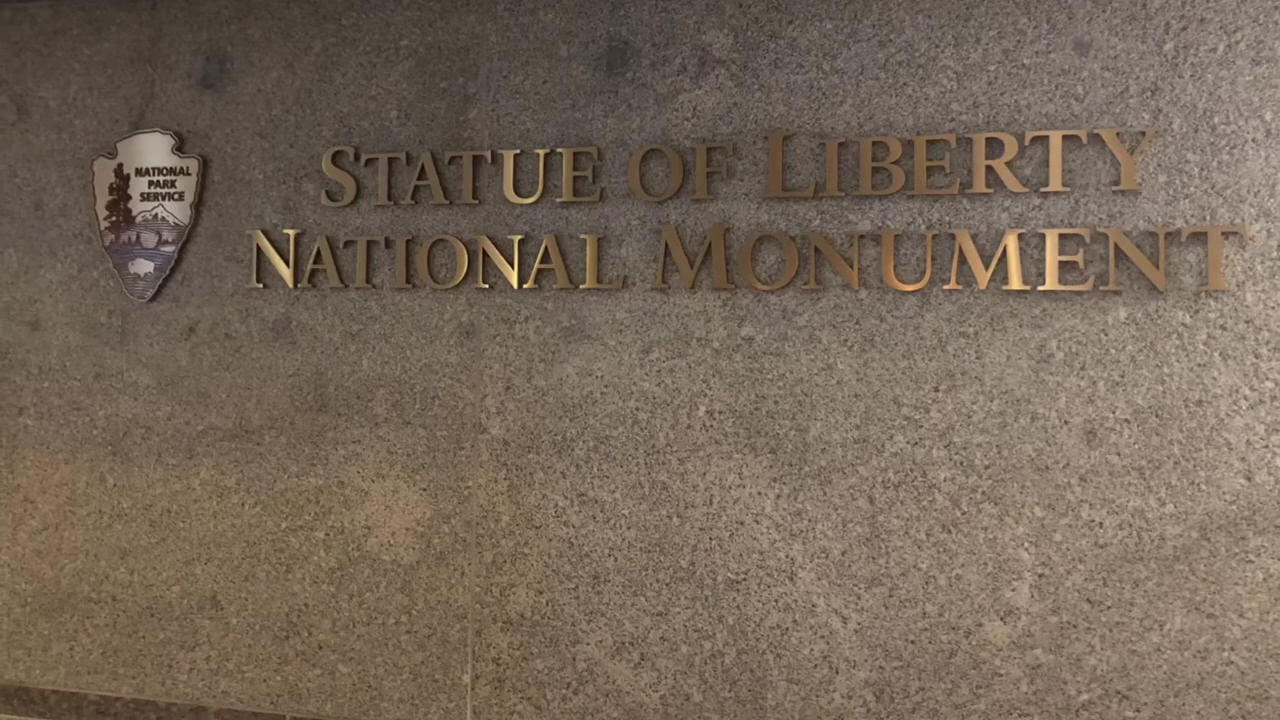 NATIONAL
PARK
SERVICE
STATUE OF LIBERTY
NATIONAL MONUMENT